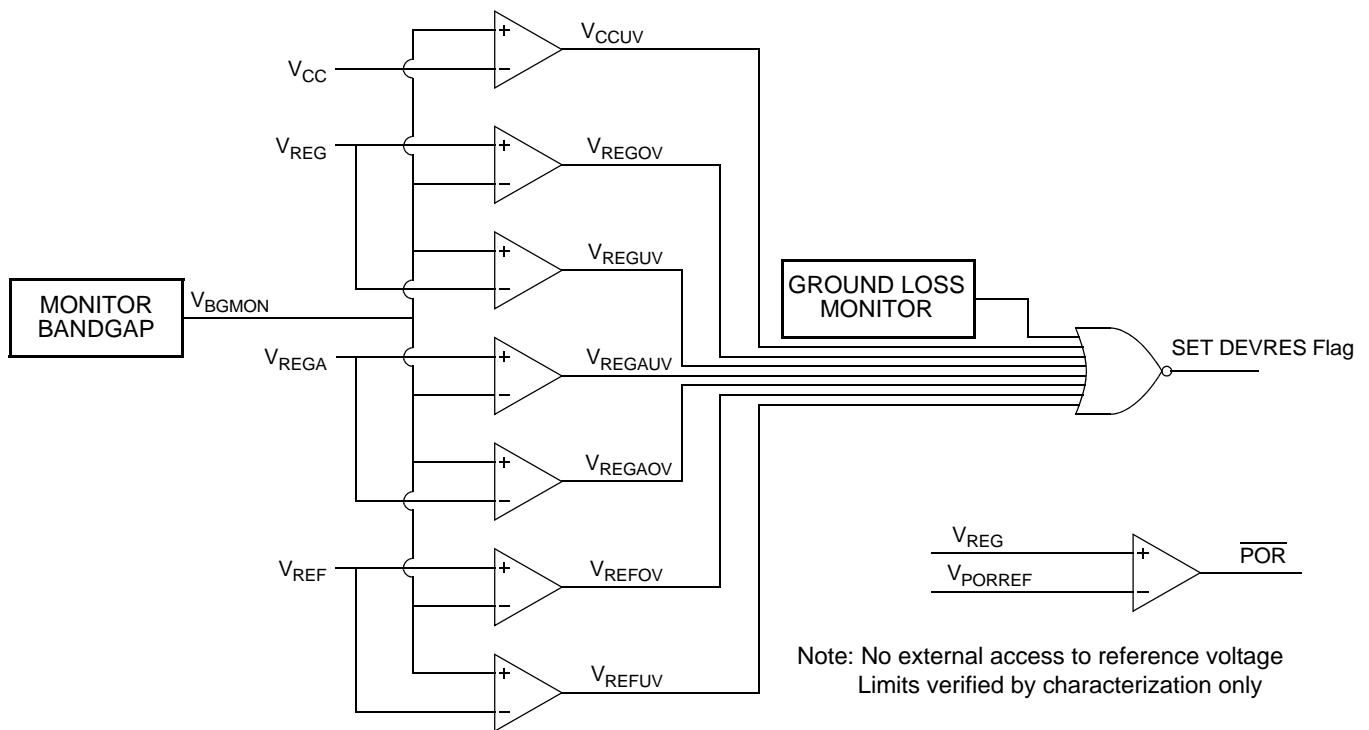 +
V_CCUV
V_CC
−
V_REG
+
V_REGOV
−
+
V_REGUV
−
GROUND LOSS
MONITOR
MONITOR
BANDGAP
V_BGMON
SET DEVRES Flag
V_REGA
+
V_REGAUV
−
+
V_REGAOV
−
V_REF
+
V_REFOV
−
+
V_REFUV
−
V_REG
+
P̅O̅R̅
V_PORREF
−
Note: No external access to reference voltage
Limits verified by characterization only